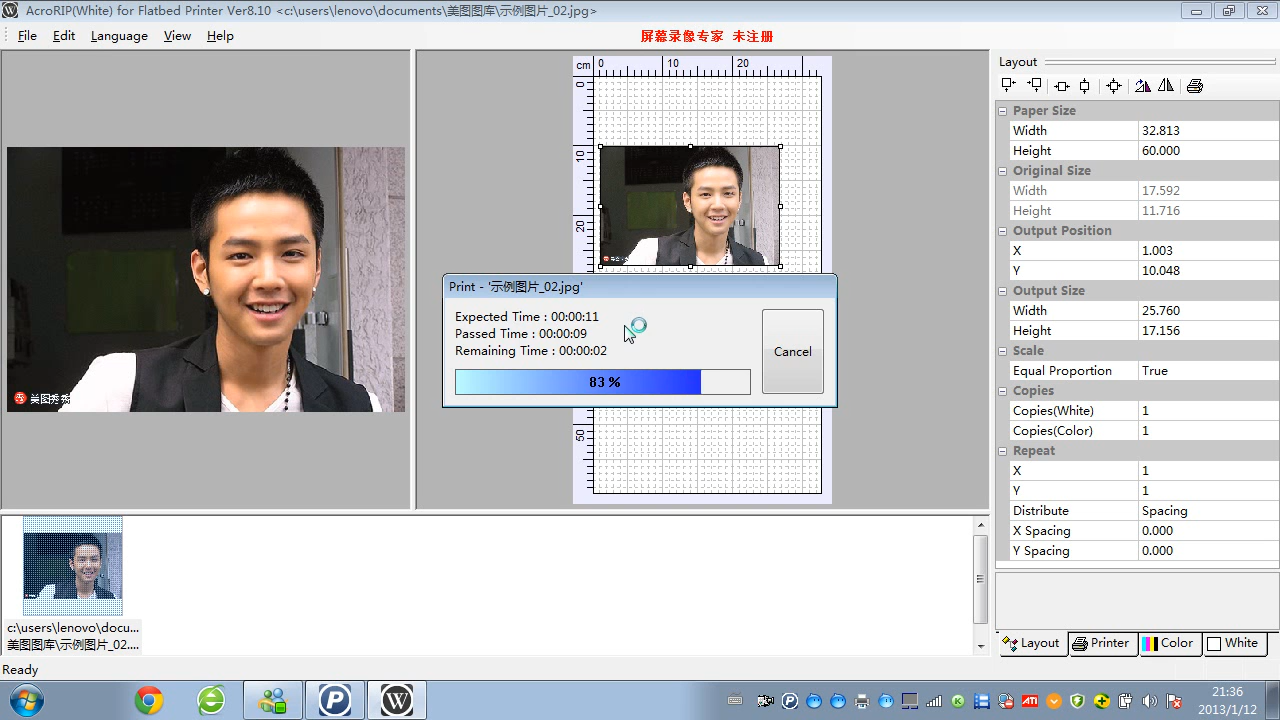 AcroRIP(White) for Flatbed Printer Ver8.10 <c:\users\lenovo\documents\美图图库\示例图片_02.jpg>
File Edit Language View Help
屏幕录像专家 未注册
cm 0 10 20
0
10
20
50
美图秀秀
Print - '示例图片_02.jpg'
Expected Time : 00:00:11
Passed Time : 00:00:09
Remaining Time : 00:00:02
Cancel
83 %
Layout
Paper Size
Width 32.813
Height 60.000
Original Size
Width 17.592
Height 11.716
Output Position
X 1.003
Y 10.048
Output Size
Width 25.760
Height 17.156
Scale
Equal Proportion True
Copies
Copies(White) 1
Copies(Color) 1
Repeat
X 1
Y 1
Distribute Spacing
X Spacing 0.000
Y Spacing 0.000
Layout Printer Color White
c:\users\lenovo\docu...
美图图库\示例图片_02....
Ready
21:36
2013/1/12